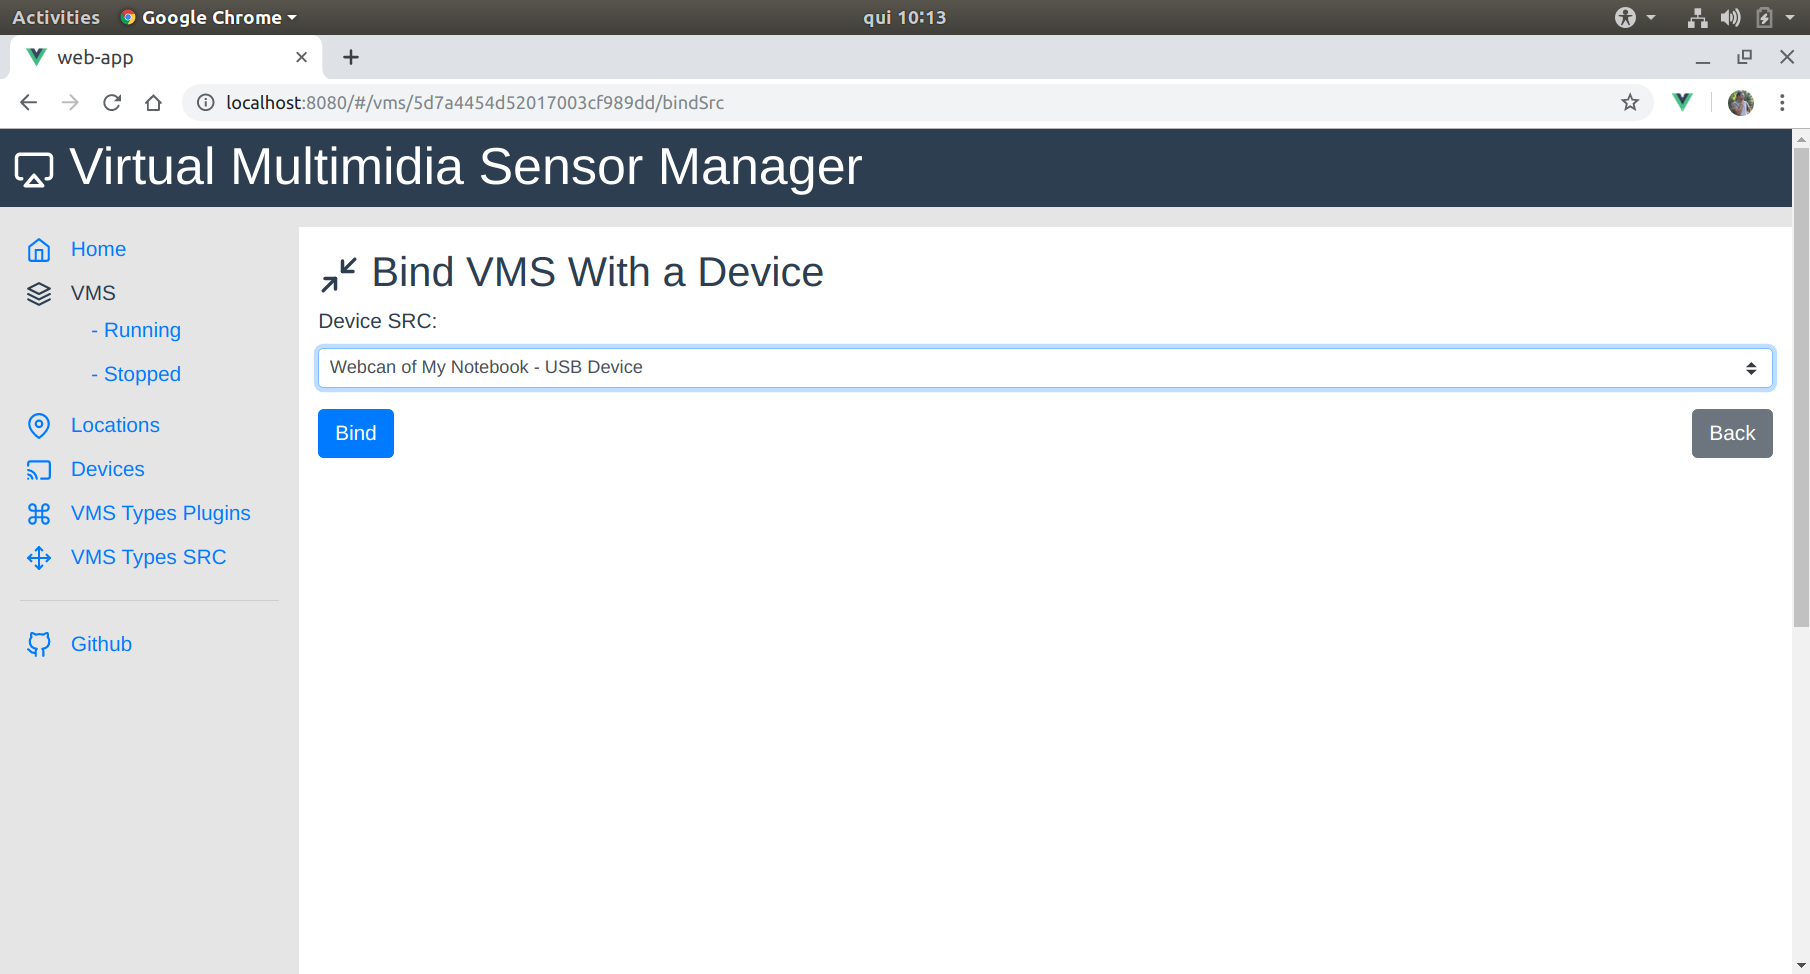 Activities Google Chrome qui 10:13
web-app
localhost:8080/#/vms/5d7a4454d52017003cf989dd/bindSrc
Virtual Multimidia Sensor Manager
Home
VMS
- Running
- Stopped
Locations
Devices
VMS Types Plugins
VMS Types SRC
Github
Bind VMS With a Device
Device SRC:
Webcan of My Notebook - USB Device
Bind Back